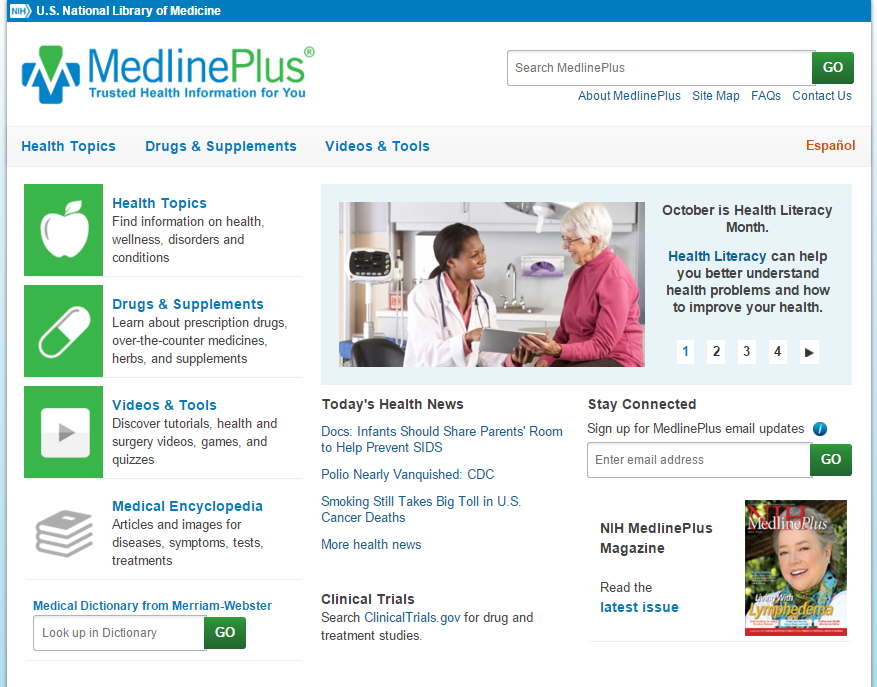 NIH U.S. National Library of Medicine
MedlinePlus®
Trusted Health Information for You
Search MedlinePlus GO
About MedlinePlus Site Map FAQs Contact Us
Health Topics Drugs & Supplements Videos & Tools Español
Health Topics
Find information on health,
wellness, disorders and
conditions
Drugs & Supplements
Learn about prescription drugs,
over-the-counter medicines,
herbs, and supplements
Videos & Tools
Discover tutorials, health and
surgery videos, games, and
quizzes
Medical Encyclopedia
Articles and images for
diseases, symptoms, tests,
treatments
Medical Dictionary from Merriam-Webster
Look up in Dictionary GO
October is Health Literacy
Month.
Health Literacy can help
you better understand
health problems and how
to improve your health.
1 2 3 4
Today's Health News
Docs: Infants Should Share Parents' Room
to Help Prevent SIDS
Polio Nearly Vanquished: CDC
Smoking Still Takes Big Toll in U.S.
Cancer Deaths
More health news
Clinical Trials
Search ClinicalTrials.gov for drug and
treatment studies.
Stay Connected
Sign up for MedlinePlus email updates i
Enter email address GO
NIH MedlinePlus
Magazine
Read the
latest issue
NIH
MedlinePlus
Living With
Lymphedema